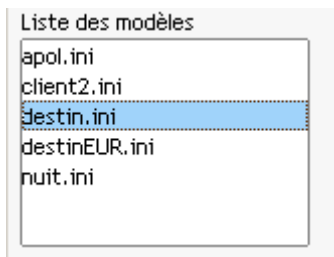 Liste des modèles
apol.ini
client2.ini
destin.ini
destinEUR.ini
nuit.ini